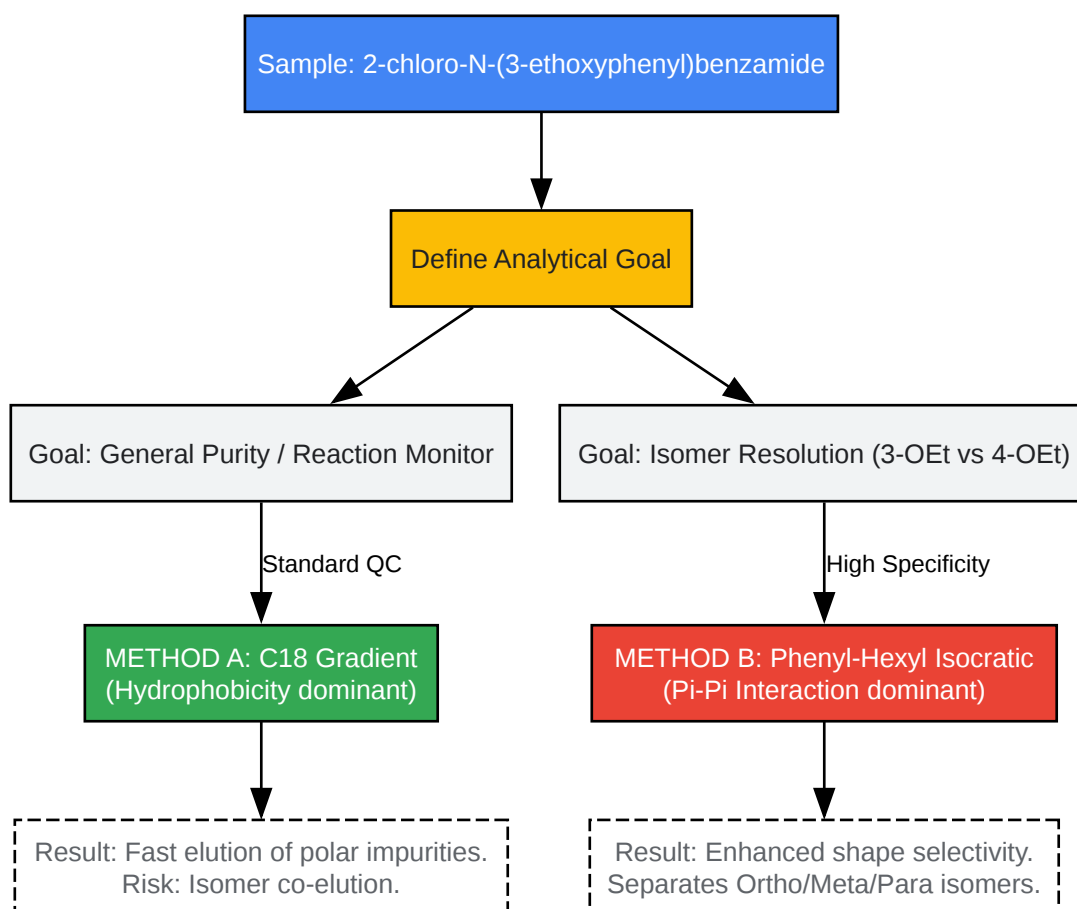 Sample: 2-chloro-N-(3-ethoxyphenyl)benzamide
Define Analytical Goal
Goal: General Purity / Reaction Monitor
Goal: Isomer Resolution (3-OEt vs 4-OEt)
Standard QC
High Specificity
METHOD A: C18 Gradient
(Hydrophobicity dominant)
METHOD B: Phenyl-Hexyl Isocratic
(Pi-Pi Interaction dominant)
Result: Fast elution of polar impurities.
Risk: Isomer co-elution.
Result: Enhanced shape selectivity.
Separates Ortho/Meta/Para isomers.